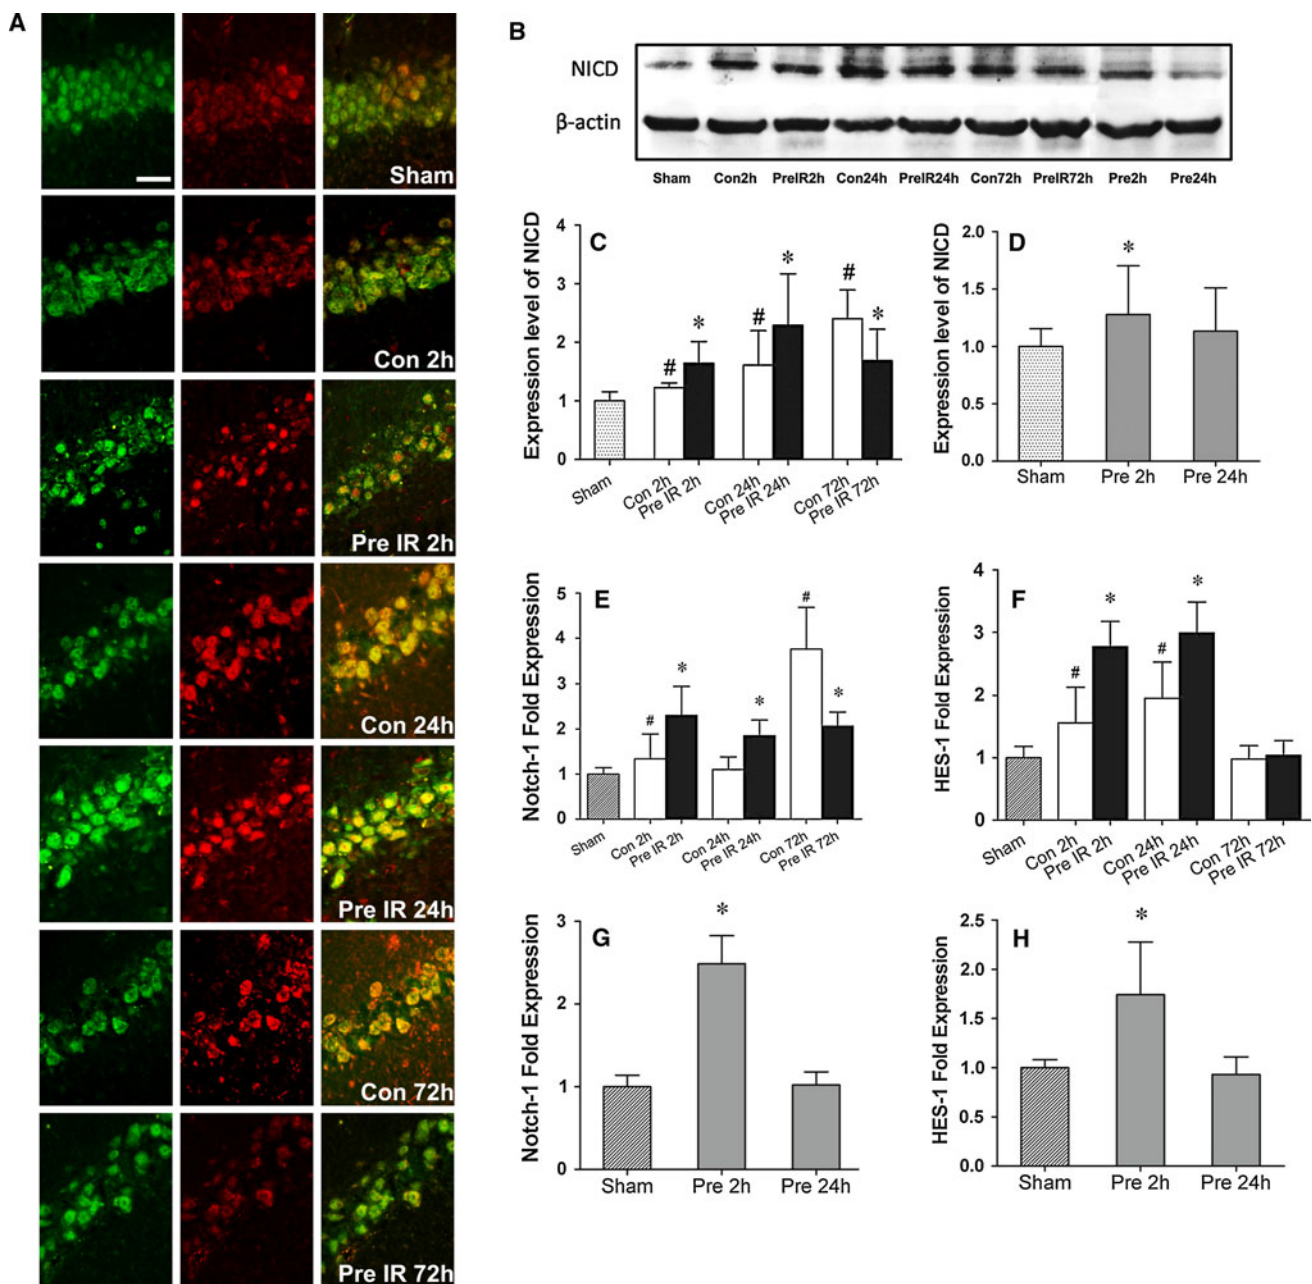 A
Sham
Con 2h
Pre IR 2h
Con 24h
Pre IR 24h
Con 72h
Pre IR 72h
B
NICD
β-actin
Sham Con2h PreIR2h Con24h PreIR24h Con72h PreIR72h Pre2h Pre24h
C
Expression level of NICD
4
3
2
1
0
# * # * # *
Sham
Con 2h
Pre IR 2h
Con 24h
Pre IR 24h
Con 72h
Pre IR 72h
D
Expression level of NICD
2.0
1.5
1.0
0.5
0.0
*
Sham Pre 2h Pre 24h
E
Notch-1 Fold Expression
5
4
3
2
1
0
# * * # *
Sham
Con 2h
Pre IR 2h
Con 24h
Pre IR 24h
Con 72h
Pre IR 72h
F
HES-1 Fold Expression
4
3
2
1
0
# * # *
Sham
Con 2h
Pre IR 2h
Con 24h
Pre IR 24h
Con 72h
Pre IR 72h
G
Notch-1 Fold Expression
3
2
1
0
*
Sham Pre 2h Pre 24h
H
HES-1 Fold Expression
2.5
2.0
1.5
1.0
0.5
0.0
*
Sham Pre 2h Pre 24h